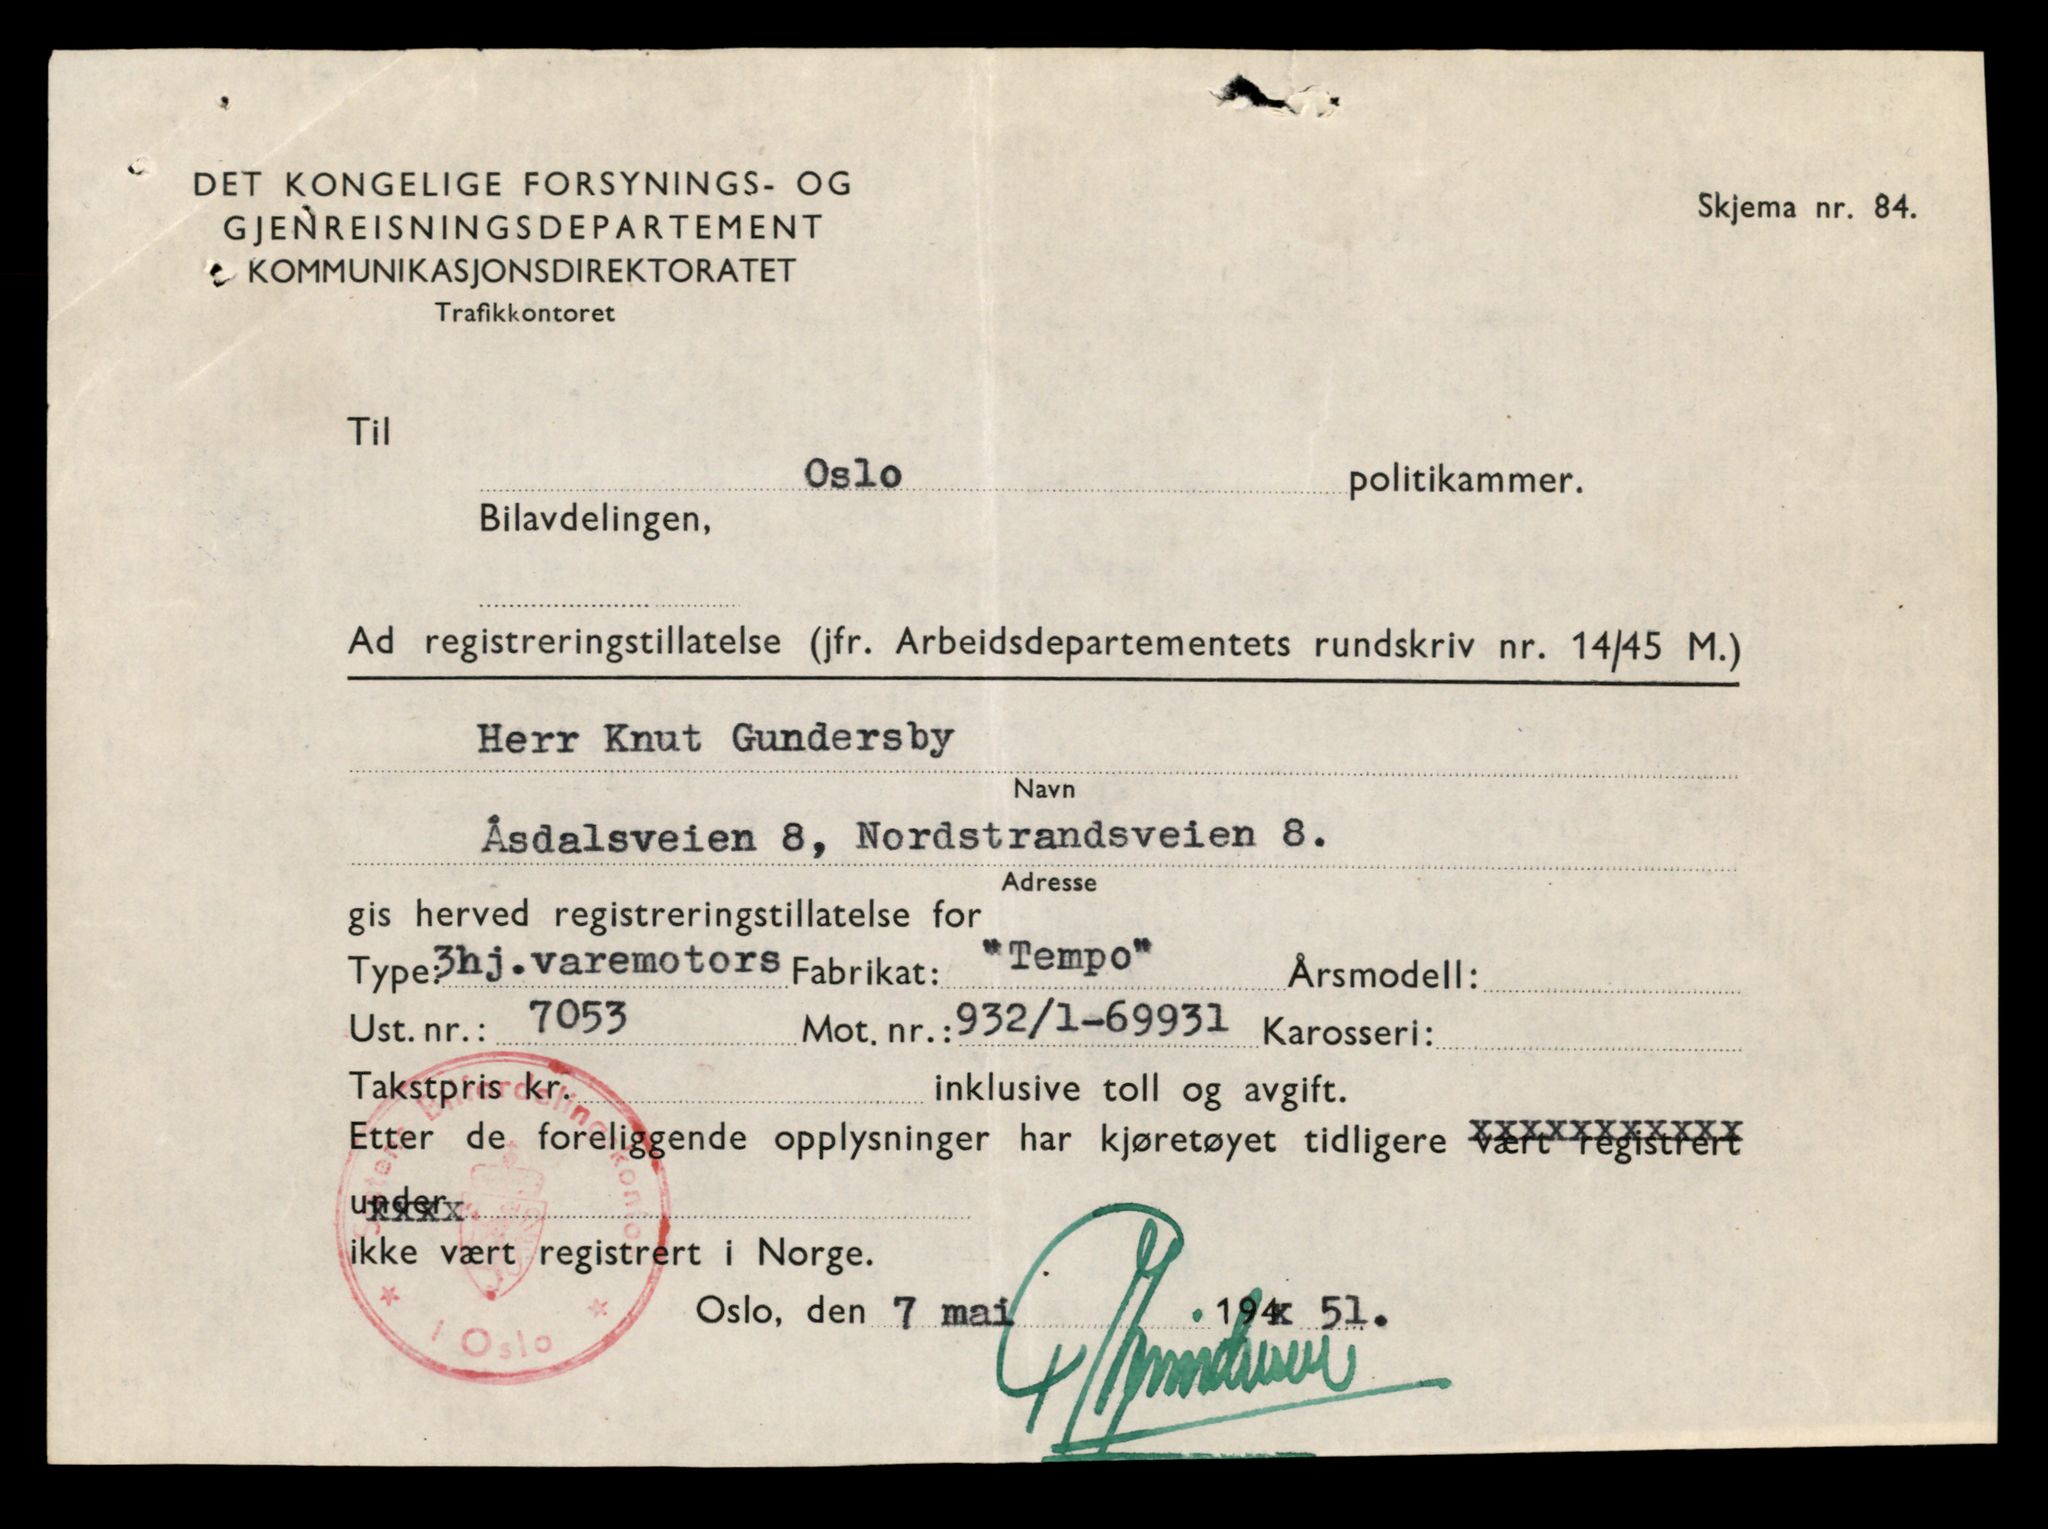 DET KONGELIGE FORSYNINGS- OG
GJENREISNINGSDEPARTEMENT
KOMMUNIKASJONSDIREKTORATET
Trafikkontoret
Skjema nr. 84.
Til
Oslo politikammer.
Bilavdelingen,
Ad registreringstillatelse (jfr. Arbeidsdepartementets rundskriv nr. 14/45 M.)
Herr Knut Gundersby
Navn
Åsdalsveien 8, Nordstrandsveien 8.
Adresse
gis herved registreringstillatelse for
Type: 3hj.varemotors Fabrikat: "Tempo" Årsmodell:
Ust. nr.: 7053 Mot. nr.: 932/1-69931 Karosseri:
Takstpris kr. inklusive toll og avgift.
Etter de foreliggende opplysninger har kjøretøyet tidligere vært registrert
under
ikke vært registrert i Norge.
Oslo, den 7 mai 194x 51.
Statens Bilfordelingskontor
I Oslo